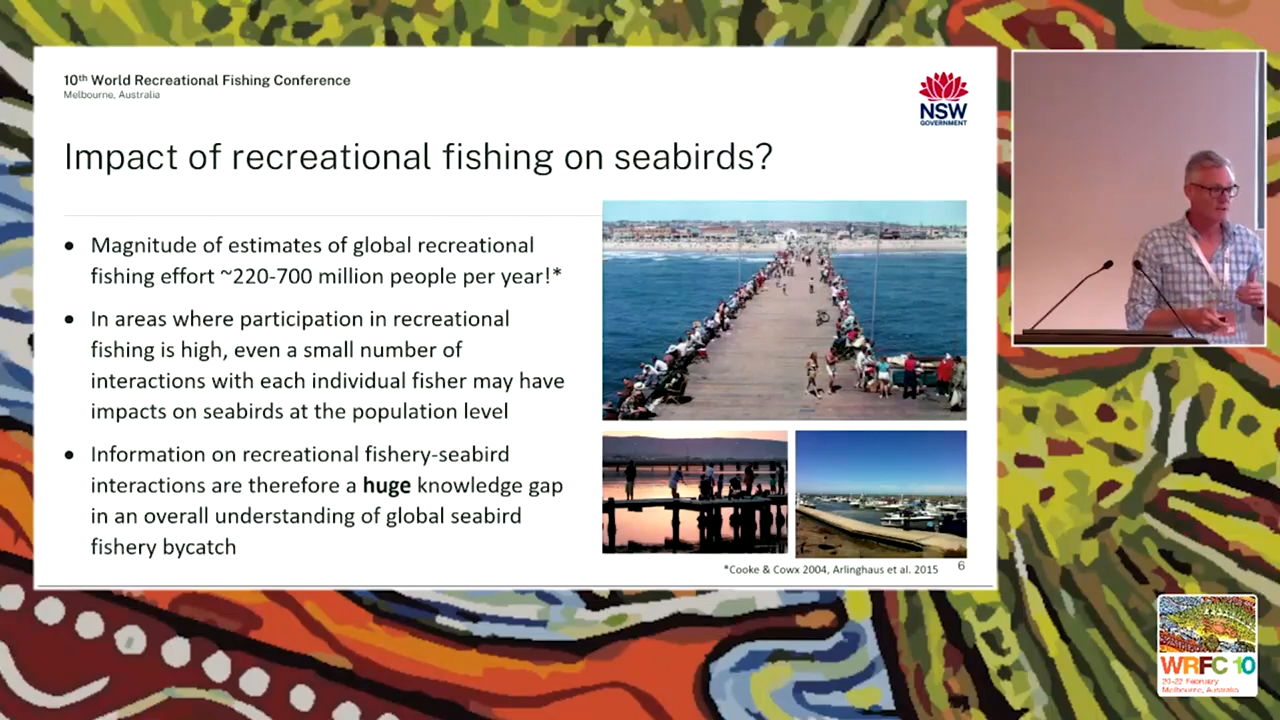 10th World Recreational Fishing Conference
Melbourne, Australia
NSW
GOVERNMENT
Impact of recreational fishing on seabirds?
• Magnitude of estimates of global recreational
fishing effort ~220-700 million people per year!*
• In areas where participation in recreational
fishing is high, even a small number of
interactions with each individual fisher may have
impacts on seabirds at the population level
• Information on recreational fishery-seabird
interactions are therefore a huge knowledge gap
in an overall understanding of global seabird
fishery bycatch
*Cooke & Cowx 2004, Arlinghaus et al. 2015
6
WRFC 10
20-22 February
Melbourne, Australia